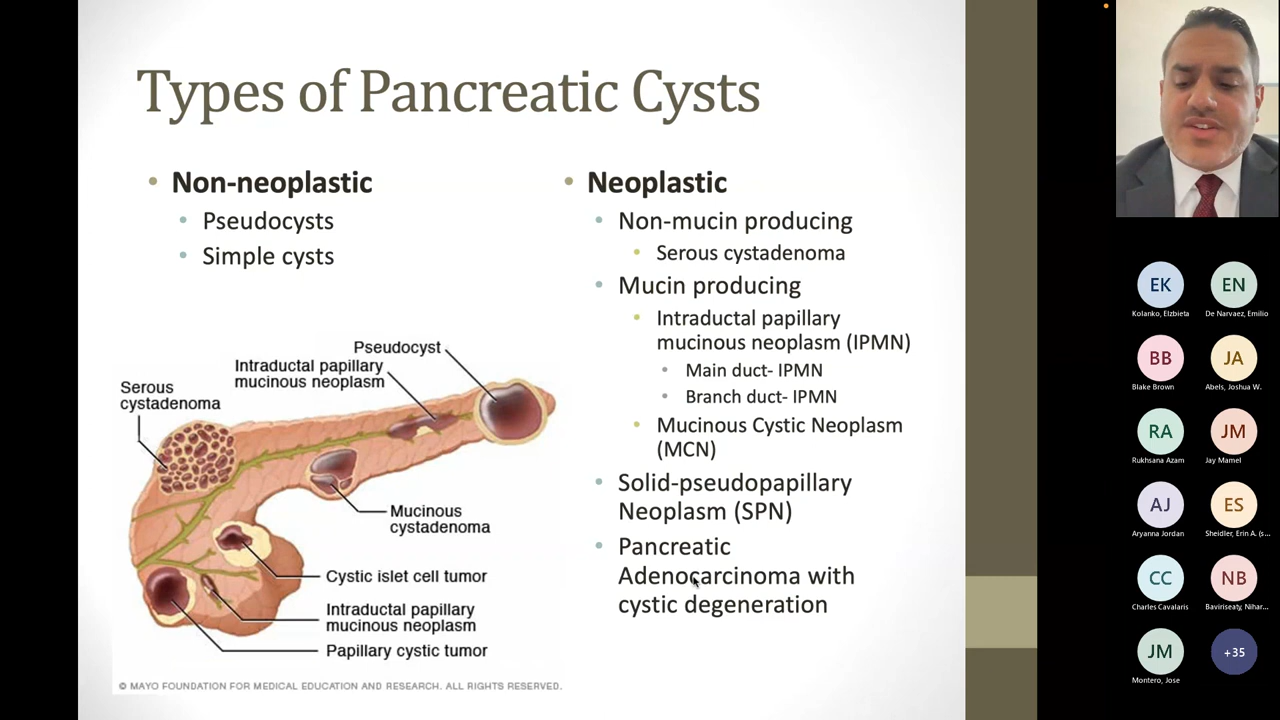 Types of Pancreatic Cysts
• Non-neoplastic
• Pseudocysts
• Simple cysts
Pseudocyst
Intraductal papillary
mucinous neoplasm
Serous
cystadenoma
Mucinous
cystadenoma
Cystic islet cell tumor
Intraductal papillary
mucinous neoplasm
Papillary cystic tumor
© MAYO FOUNDATION FOR MEDICAL EDUCATION AND RESEARCH. ALL RIGHTS RESERVED.
• Neoplastic
• Non-mucin producing
• Serous cystadenoma
• Mucin producing
• Intraductal papillary
mucinous neoplasm (IPMN)
• Main duct- IPMN
• Branch duct- IPMN
• Mucinous Cystic Neoplasm
(MCN)
• Solid-pseudopapillary
Neoplasm (SPN)
• Pancreatic
Adenocarcinoma with
cystic degeneration
EK
Kolanko, Elzbieta
EN
De Narvaez, Emilio
BB
Blake Brown
JA
Abels, Joshua W.
RA
Rukhsana Azam
JM
Jay Mamel
AJ
Aryanna Jordan
ES
Sheidler, Erin A. (s...
CC
Charles Cavalaris
NB
Baviriseaty, Nihar...
JM
Montero, Jose
+35